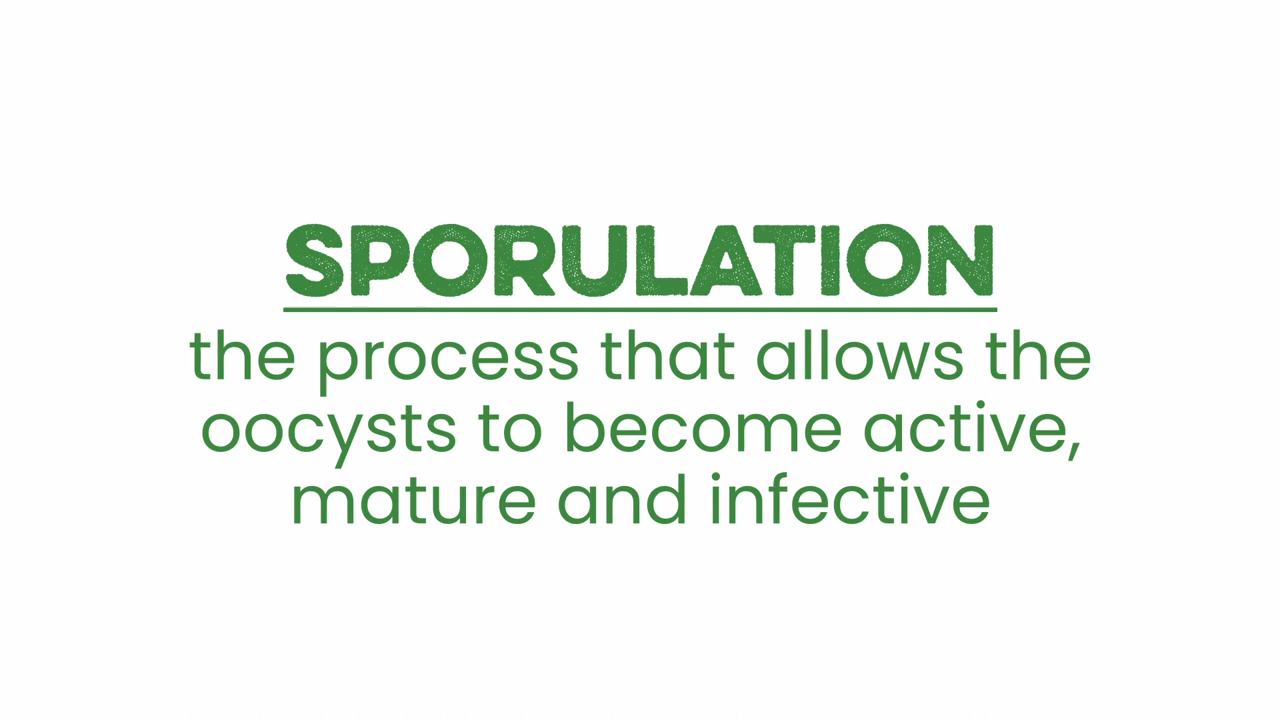 SPORULATION
the process that allows the
oocysts to become active,
mature and infective